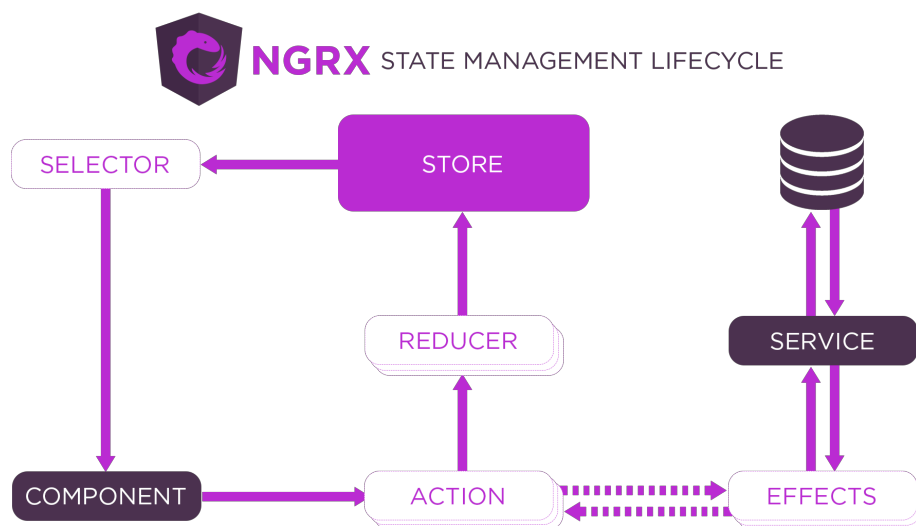 NGRX STATE MANAGEMENT LIFECYCLE
SELECTOR
STORE
REDUCER
SERVICE
COMPONENT
ACTION
EFFECTS